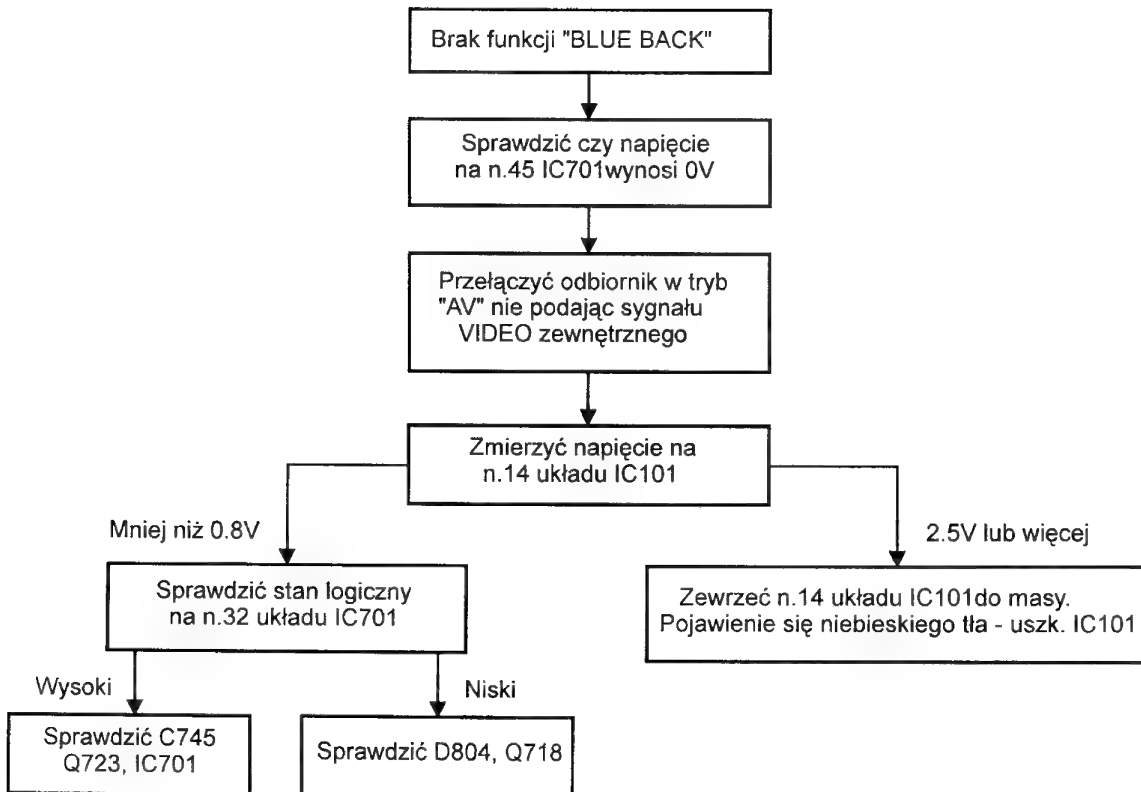 Brak funkcji "BLUE BACK"
Sprawdzić czy napięcie
na n.45 IC701wynosi 0V
Przełączyć odbiornik w tryb
"AV" nie podając sygnału
VIDEO zewnętrznego
Zmierzyć napięcie na
n.14 układu IC101
Mniej niż 0.8V
2.5V lub więcej
Sprawdzić stan logiczny
na n.32 układu IC701
Zewrzeć n.14 układu IC101do masy.
Pojawienie się niebieskiego tła - uszk. IC101
Wysoki
Niski
Sprawdzić C745
Q723, IC701
Sprawdzić D804, Q718